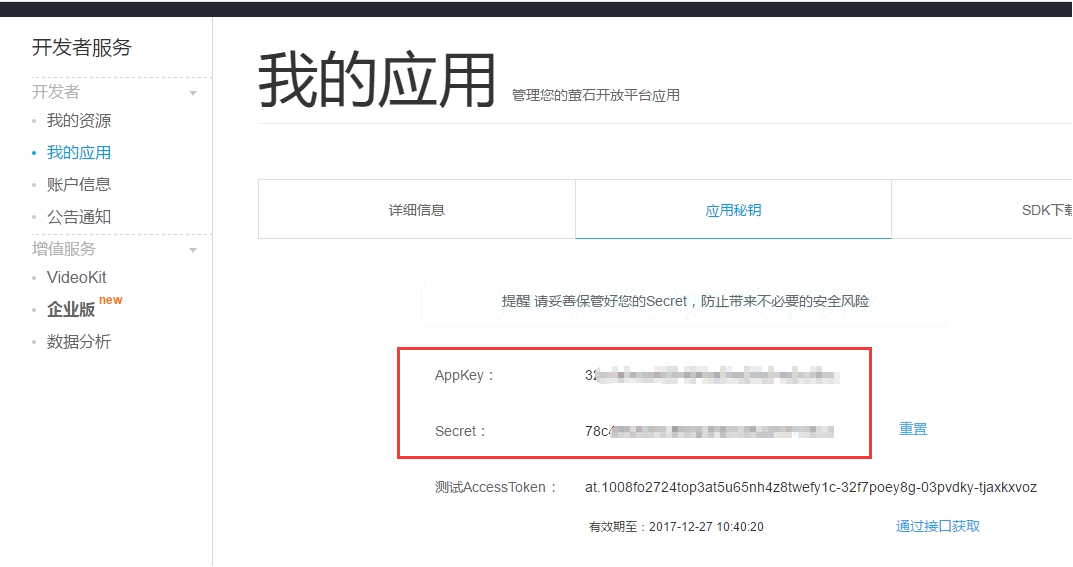 开发者服务
开发者
我的资源
我的应用
账户信息
公告通知
增值服务
VideoKit
企业版 new
数据分析
我的应用 管理您的萤石开放平台应用
详细信息 应用秘钥 SDK下载
提醒 请妥善保管好您的Secret，防止带来不必要的安全风险
AppKey： 32
Secret： 78c4 重置
测试AccessToken： at.1008fo2724top3at5u65nh4z8twefy1c-32f7poey8g-03pvdky-tjaxkxvoz
有效期至：2017-12-27 10:40:20 通过接口获取